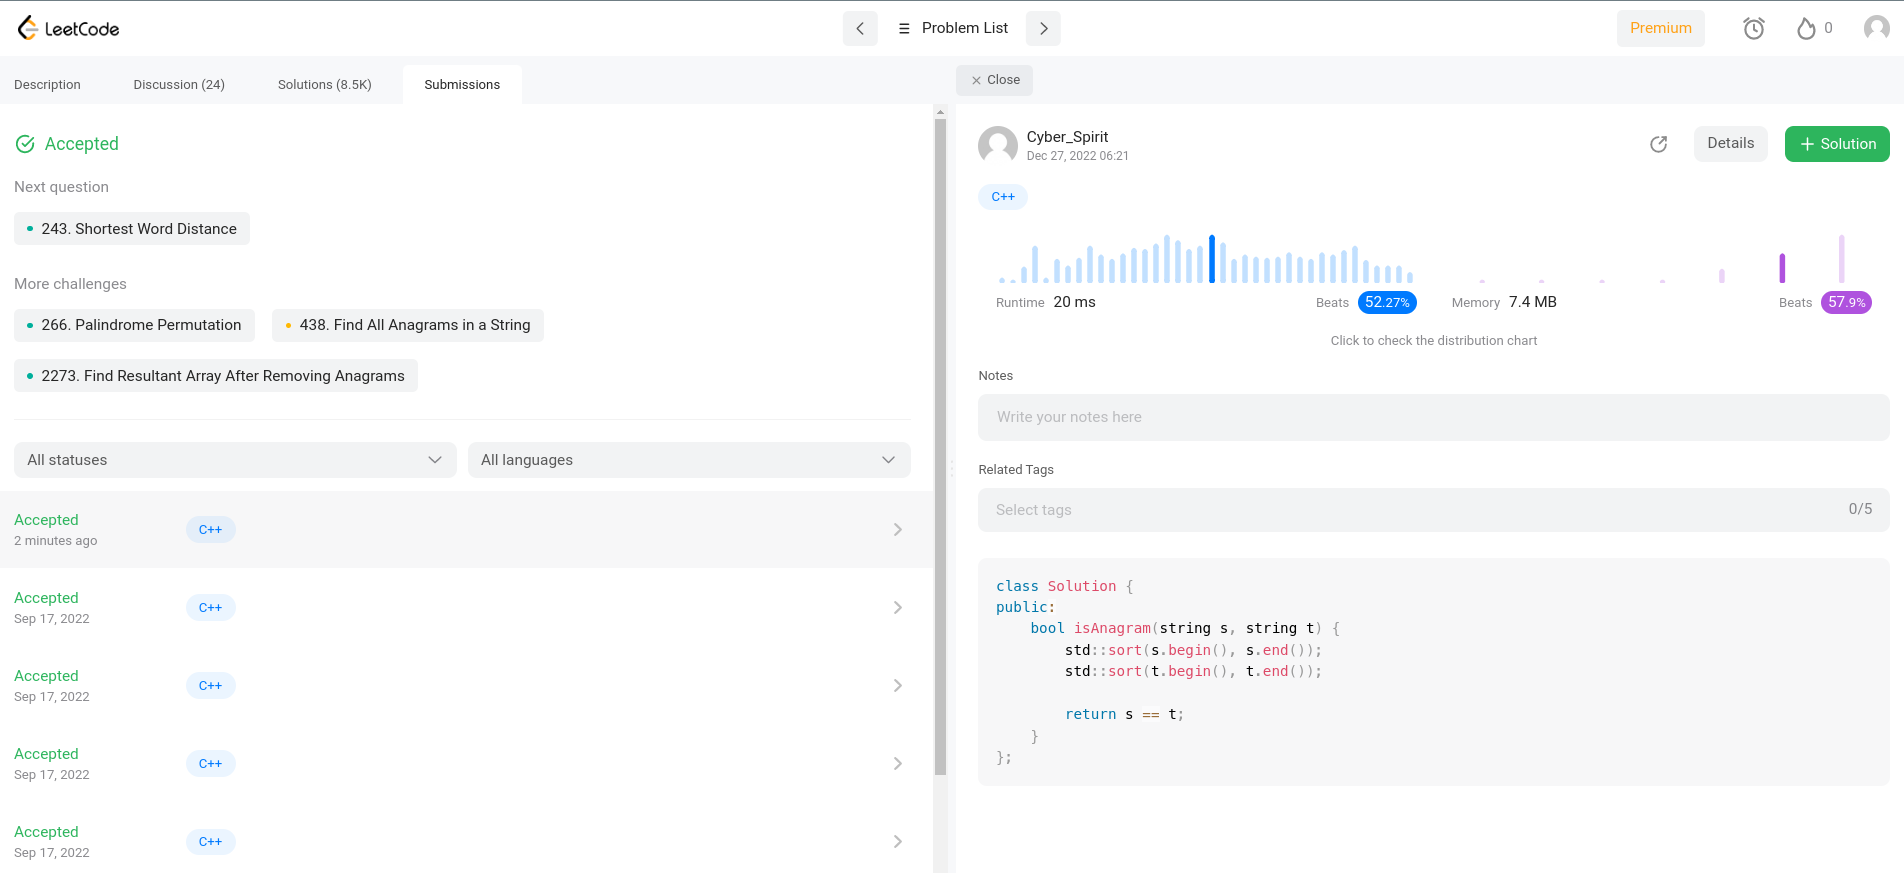 LeetCode
Problem List
Premium
0
Description
Discussion (24)
Solutions (8.5K)
Submissions
Accepted
Next question
243. Shortest Word Distance
More challenges
266. Palindrome Permutation
438. Find All Anagrams in a String
2273. Find Resultant Array After Removing Anagrams
All statuses
All languages
Accepted
2 minutes ago
C++
Accepted
Sep 17, 2022
C++
Accepted
Sep 17, 2022
C++
Accepted
Sep 17, 2022
C++
Accepted
Sep 17, 2022
C++
Close
Cyber_Spirit
Dec 27, 2022 06:21
Details
+ Solution
C++
Runtime 20 ms
Beats 52.27%
Memory 7.4 MB
Beats 57.9%
Click to check the distribution chart
Notes
Write your notes here
Related Tags
Select tags
0/5
class Solution {
public:
    bool isAnagram(string s, string t) {
        std::sort(s.begin(), s.end());
        std::sort(t.begin(), t.end());
        return s == t;
    }
};